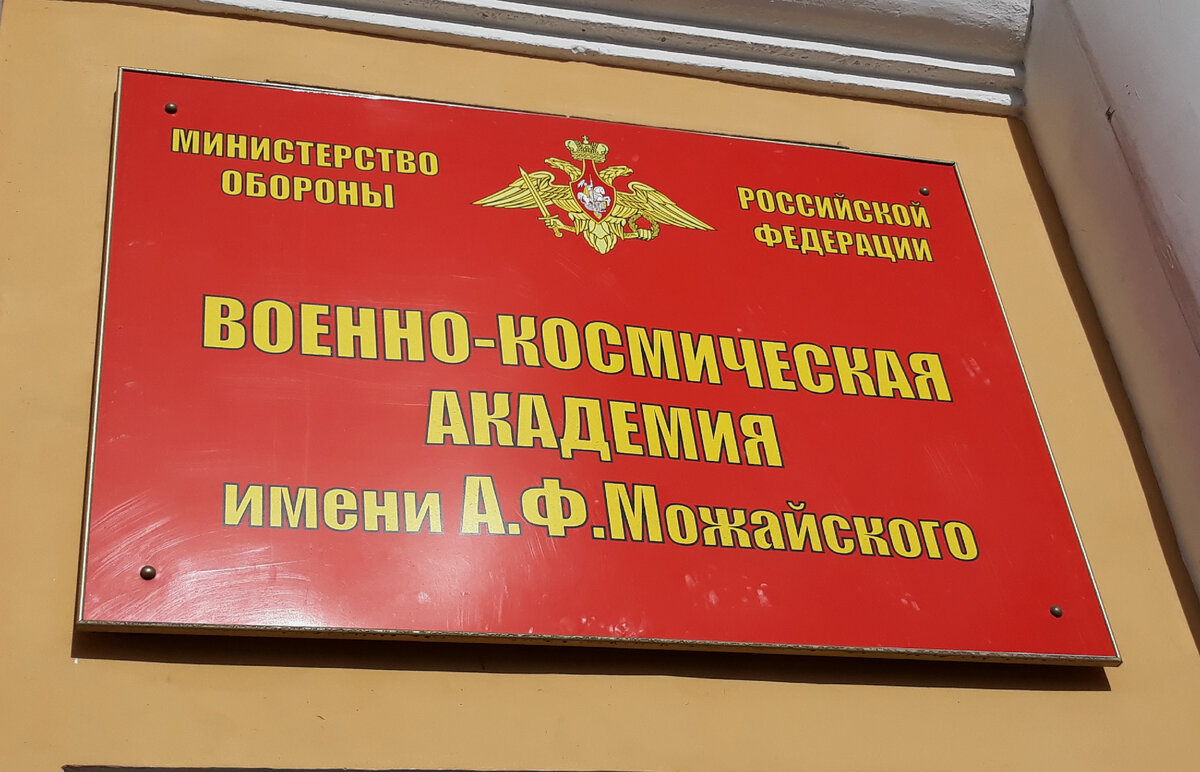 МИНИСТЕРСТВО
ОБОРОНЫ
РОССИЙСКОЙ
ФЕДЕРАЦИИ
ВОЕННО-КОСМИЧЕСКАЯ
АКАДЕМИЯ
имени А.Ф.Можайского